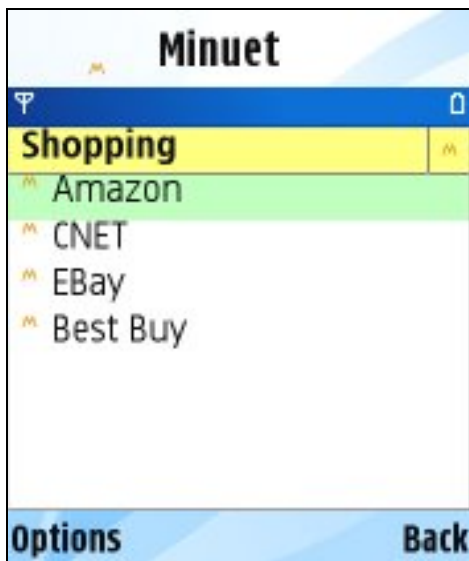 Minuet
Shopping
Amazon
CNET
EBay
Best Buy
Options Back